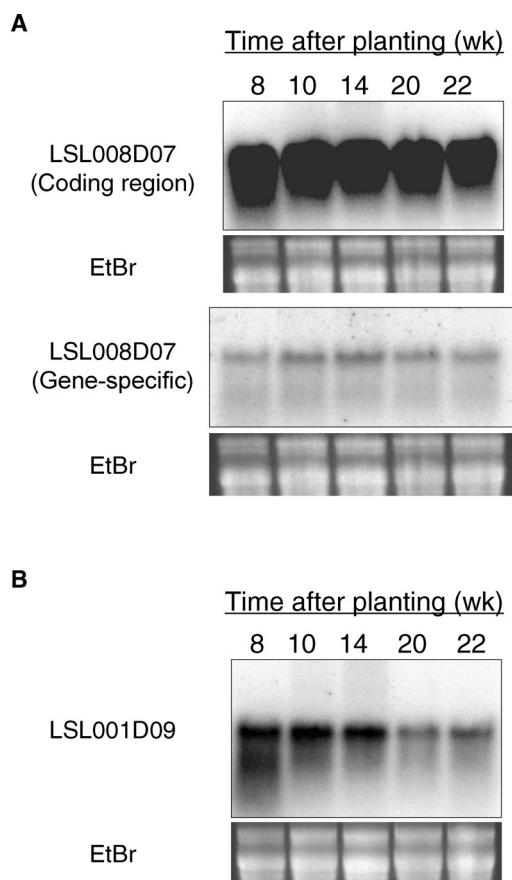 A
Time after planting (wk)
8 10 14 20 22
LSL008D07
(Coding region)
EtBr
LSL008D07
(Gene-specific)
EtBr
B
Time after planting (wk)
8 10 14 20 22
LSL001D09
EtBr